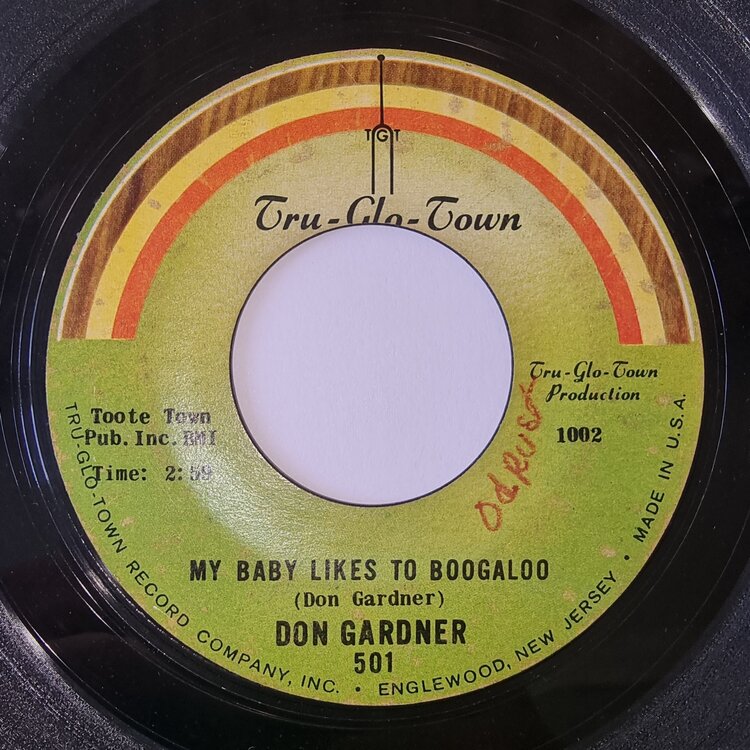 TGT
Tru-Glo-Town
Tru-Glo-Town
Production
1002
Toote Town
Pub. Inc. BMI
Time: 2:59
MY BABY LIKES TO BOOGALOO
(Don Gardner)
DON GARDNER
501
TRU-GLO-TOWN RECORD COMPANY, INC. • ENGLEWOOD, NEW JERSEY • MADE IN U.S.A.